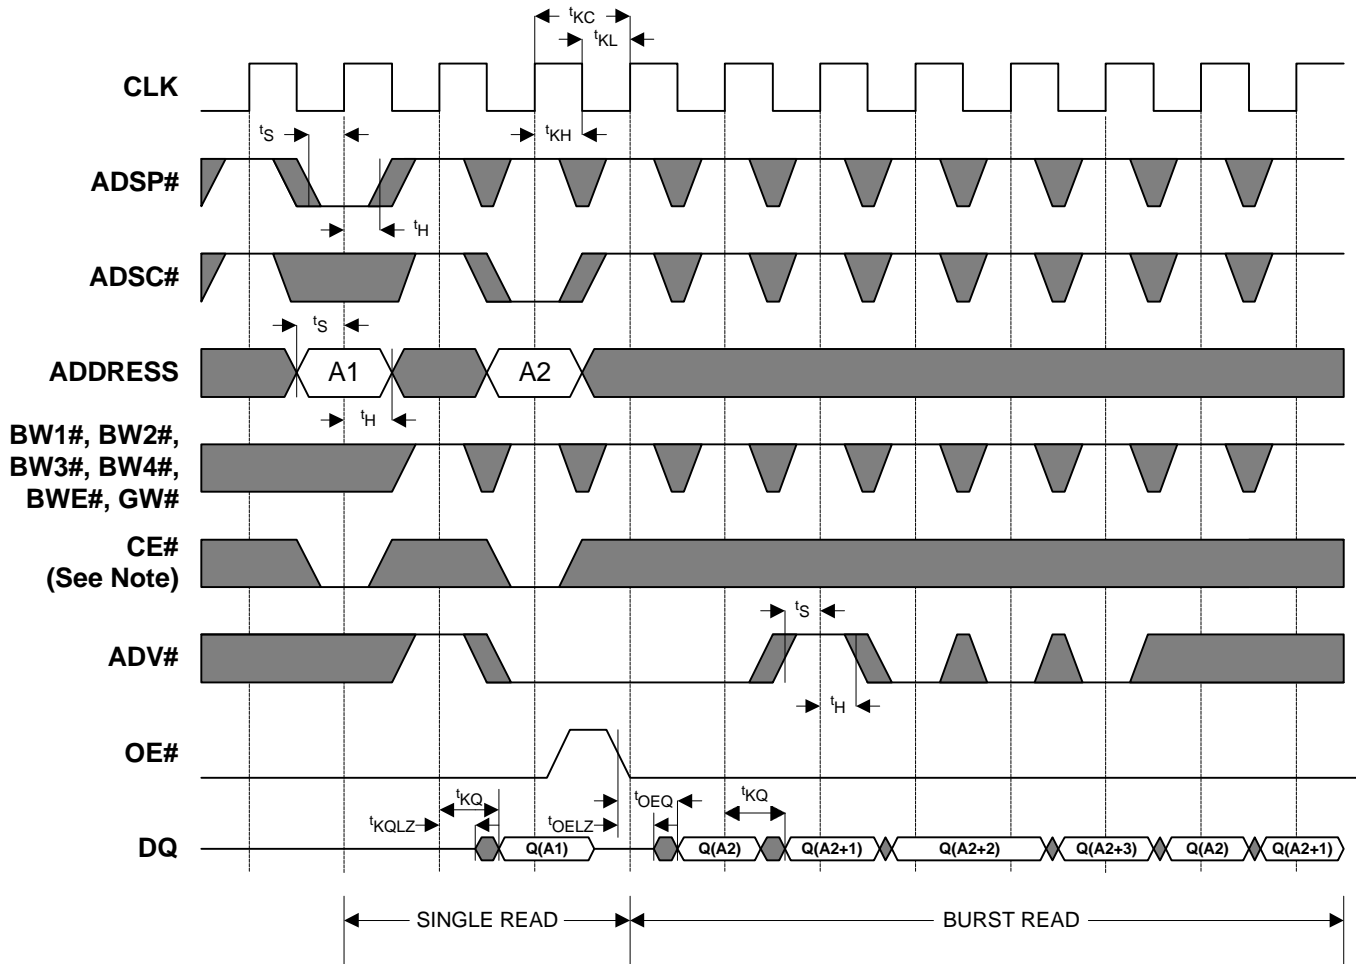 tKC
tKL
CLK
tS
tKH
ADSP#
tH
ADSC#
tS
ADDRESS
A1
A2
tH
BW1#, BW2#,
BW3#, BW4#,
BWE#, GW#
CE#
(See Note)
tS
ADV#
tH
OE#
tKQ
tOEQ
tKQ
tKQLZ
tOELZ
DQ
Q(A1)
Q(A2)
Q(A2+1)
Q(A2+2)
Q(A2+3)
Q(A2)
Q(A2+1)
SINGLE READ
BURST READ